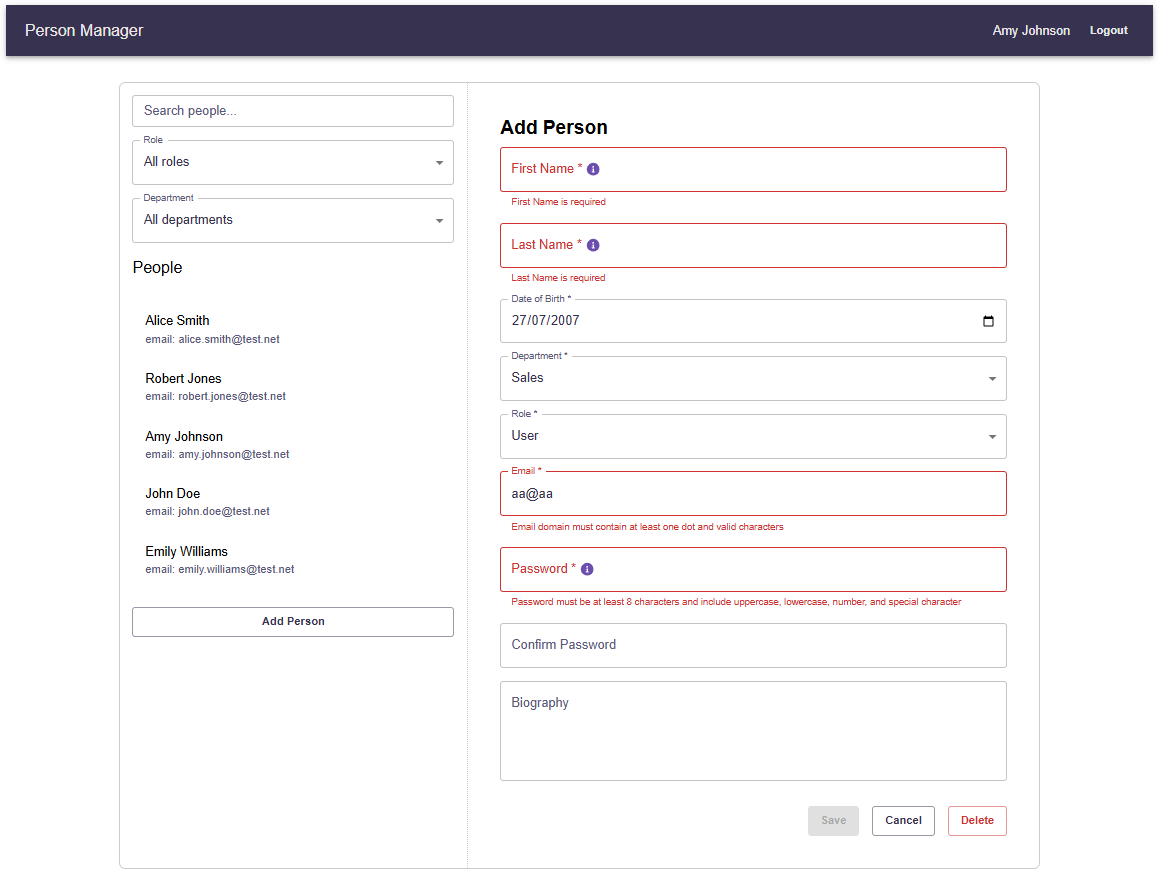 Person Manager
Amy Johnson
Logout
Search people...
Role
All roles
Department
All departments
People
Alice Smith
email: alice.smith@test.net
Robert Jones
email: robert.jones@test.net
Amy Johnson
email: amy.johnson@test.net
John Doe
email: john.doe@test.net
Emily Williams
email: emily.williams@test.net
Add Person
Add Person
First Name *
First Name is required
Last Name *
Last Name is required
Date of Birth *
27/07/2007
Department *
Sales
Role *
User
Email *
aa@aa
Email domain must contain at least one dot and valid characters
Password *
Password must be at least 8 characters and include uppercase, lowercase, number, and special character
Confirm Password
Biography
Save
Cancel
Delete